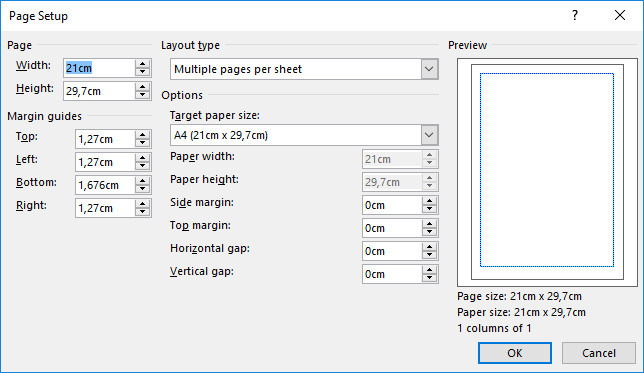 Page Setup
?
Page
Width: 21cm
Height: 29,7cm
Margin guides
Top: 1,27cm
Left: 1,27cm
Bottom: 1,676cm
Right: 1,27cm
Layout type
Multiple pages per sheet
Options
Target paper size:
A4 (21cm x 29,7cm)
Paper width: 21cm
Paper height: 29,7cm
Side margin: 0cm
Top margin: 0cm
Horizontal gap: 0cm
Vertical gap: 0cm
Preview
Page size: 21cm x 29,7cm
Paper size: 21cm x 29,7cm
1 columns of 1
OK Cancel